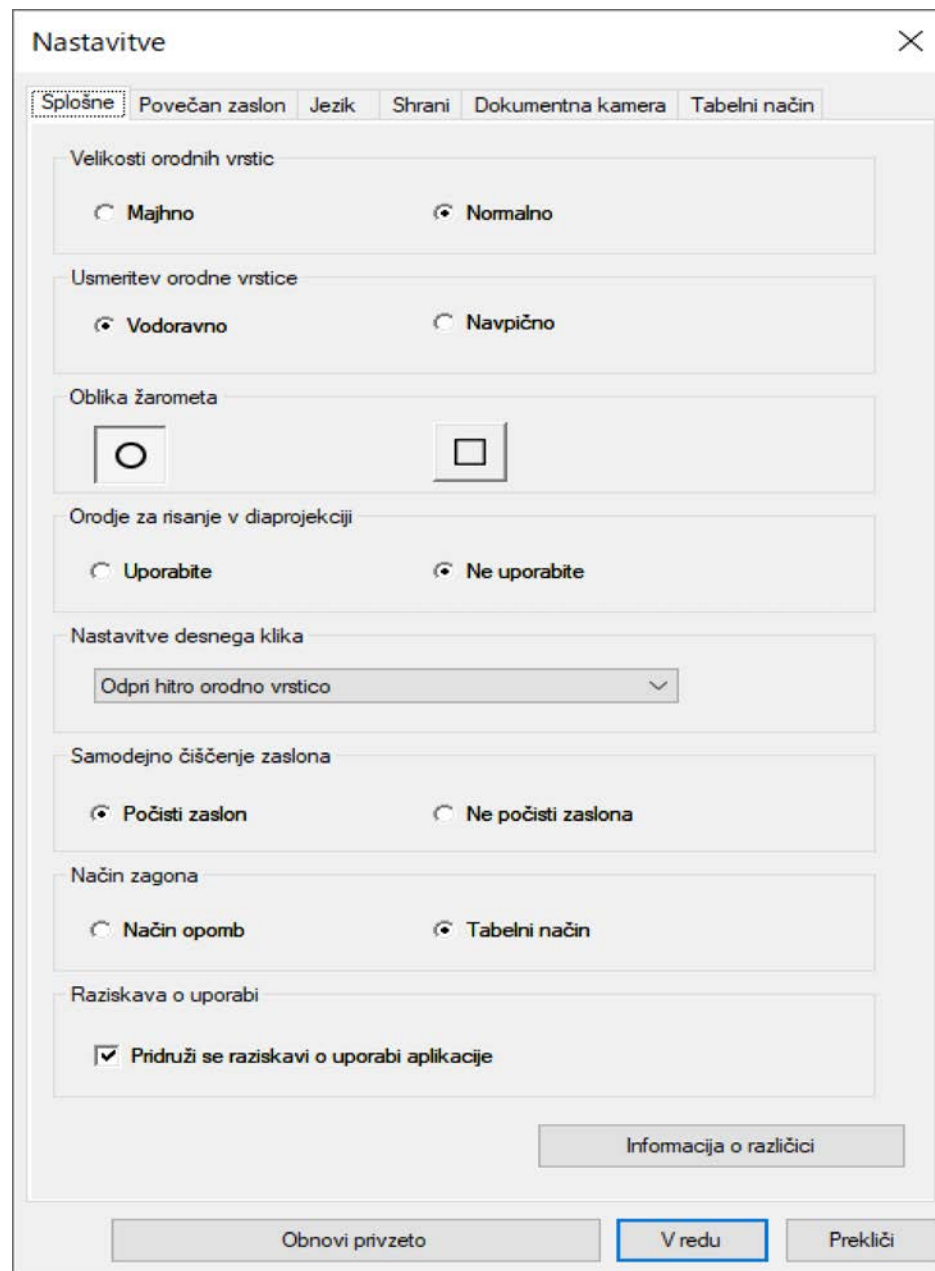 Nastavitve
Splošne Povečan zaslon Jezik Shrani Dokumentna kamera Tabelni način
Velikosti orodnih vrstic
Majhno Normalno
Usmeritev orodne vrstice
Vodoravno Navpično
Oblika žarometa
Orodje za risanje v diaprojekciji
Uporabite Ne uporabite
Nastavitve desnega klika
Odpri hitro orodno vrstico
Samodejno čiščenje zaslona
Počisti zaslon Ne počisti zaslona
Način zagona
Način opomb Tabelni način
Raziskava o uporabi
Pridruži se raziskavi o uporabi aplikacije
Informacija o različici
Obnovi privzeto V redu Prekliči